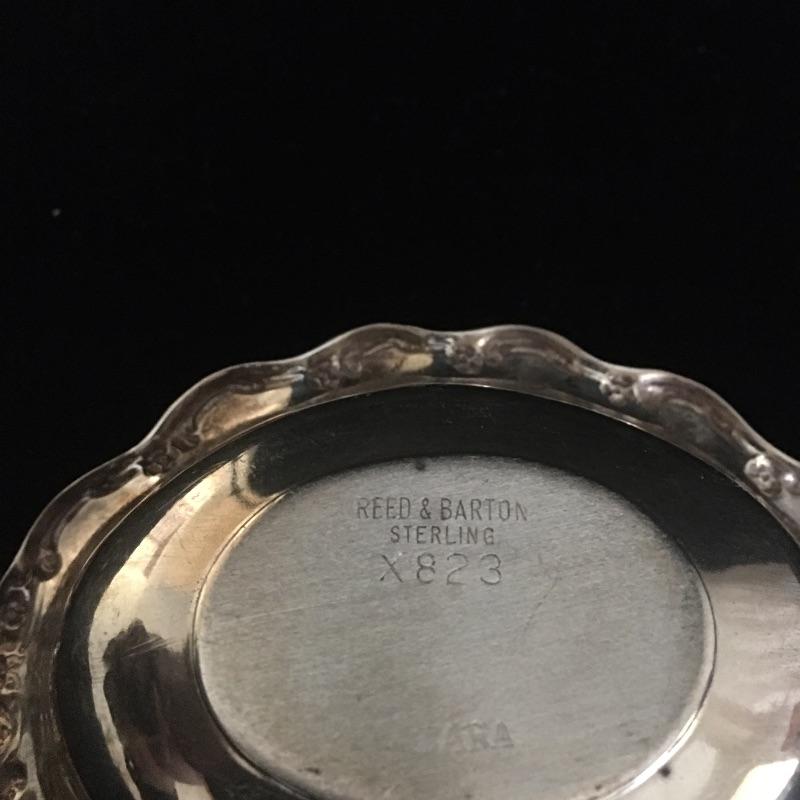 REED & BARTON
STERLING
X823